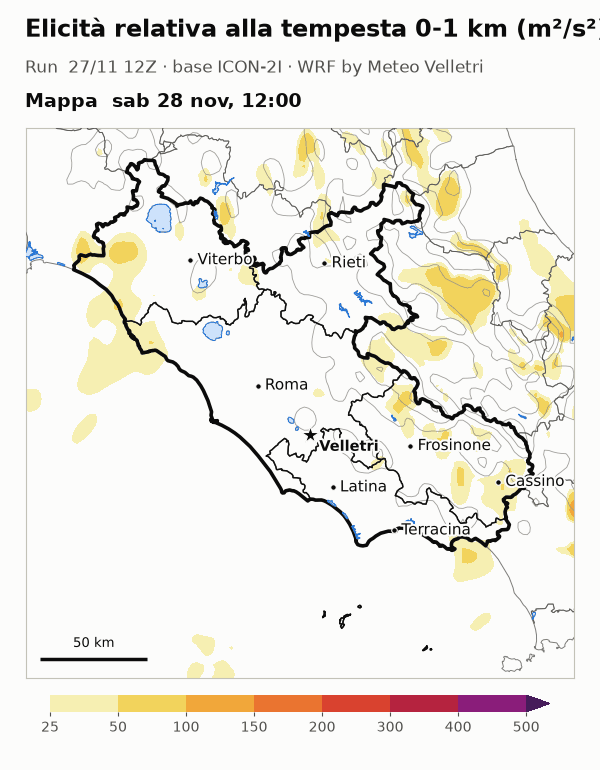 Elicità relativa alla tempesta 0-1 km (m²/s²)
Run 27/11 12Z · base ICON-2I · WRF by Meteo Velletri
Mappa sab 28 nov, 12:00
Viterbo
Rieti
Roma
Velletri
Frosinone
Latina
Cassino
Terracina
50 km
25 50 100 150 200 300 400 500